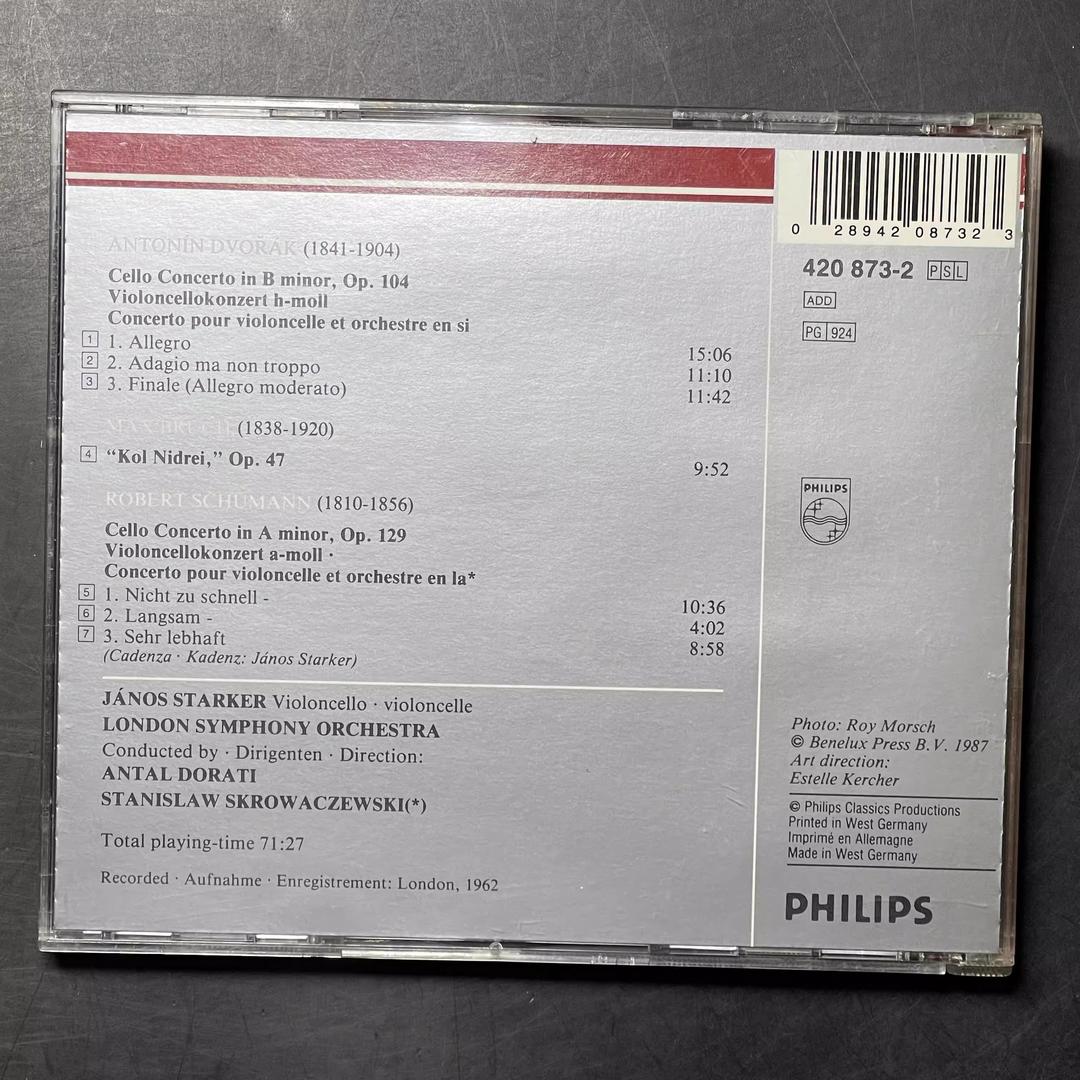 ANTONÍN DVOŘÁK (1841-1904)
Cello Concerto in B minor, Op. 104
Violoncellokonzert h-moll
Concerto pour violoncelle et orchestre en si
1 1. Allegro 15:06
2 2. Adagio ma non troppo 11:10
3 3. Finale (Allegro moderato) 11:42
MAX BRUCH (1838-1920)
4 “Kol Nidrei,” Op. 47 9:52
ROBERT SCHUMANN (1810-1856)
Cello Concerto in A minor, Op. 129
Violoncellokonzert a-moll ·
Concerto pour violoncelle et orchestre en la*
5 1. Nicht zu schnell - 10:36
6 2. Langsam - 4:02
7 3. Sehr lebhaft 8:58
(Cadenza · Kadenz: János Starker)
JÁNOS STARKER Violoncello · violoncelle
LONDON SYMPHONY ORCHESTRA
Conducted by · Dirigenten · Direction:
ANTAL DORATI
STANISLAW SKROWACZEWSKI(*)
Total playing-time 71:27
Recorded · Aufnahme · Enregistrement: London, 1962
0 28942 08732 3
420 873-2 PSL
ADD
PG 924
PHILIPS
Photo: Roy Morsch
© Benelux Press B.V. 1987
Art direction:
Estelle Kercher
© Philips Classics Productions
Printed in West Germany
Imprimé en Allemagne
Made in West Germany
PHILIPS